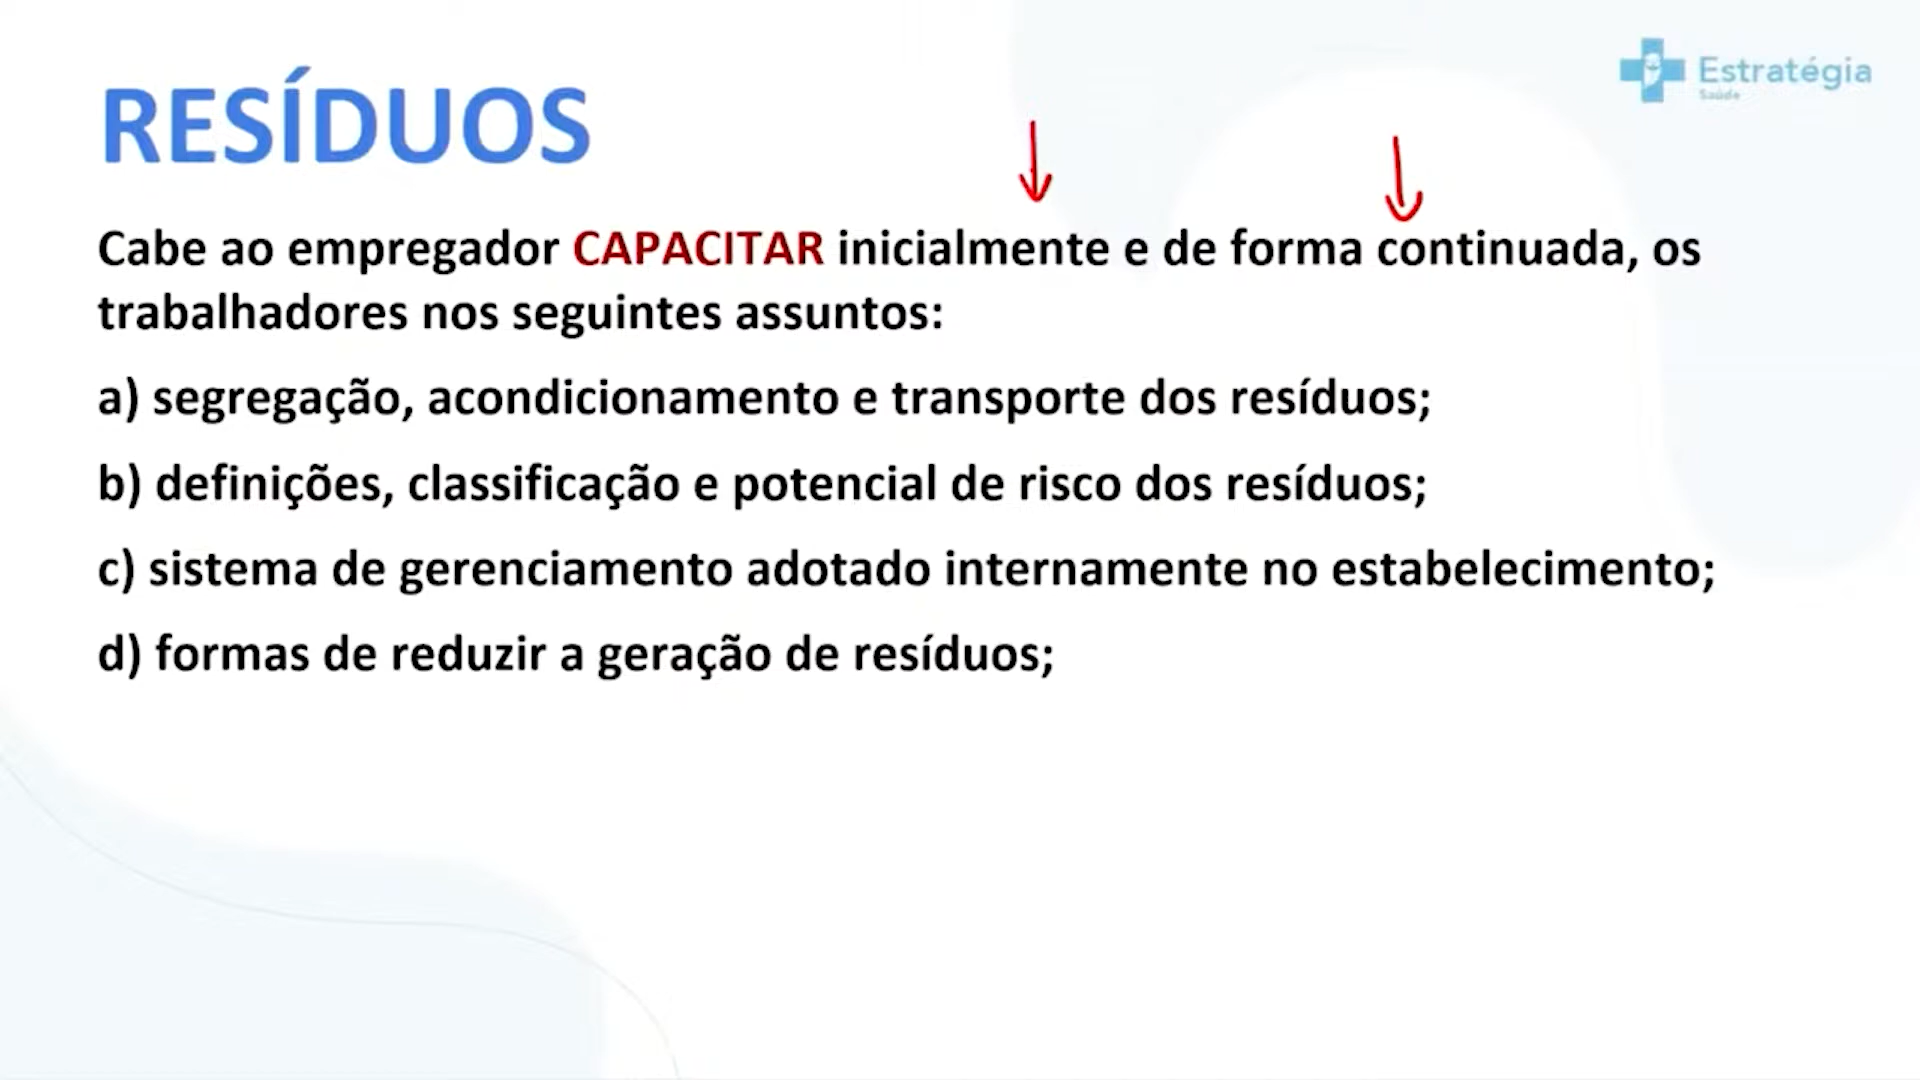 Estratégia
Saúde
RESÍDUOS
Cabe ao empregador CAPACITAR inicialmente e de forma continuada, os
trabalhadores nos seguintes assuntos:
a) segregação, acondicionamento e transporte dos resíduos;
b) definições, classificação e potencial de risco dos resíduos;
c) sistema de gerenciamento adotado internamente no estabelecimento;
d) formas de reduzir a geração de resíduos;